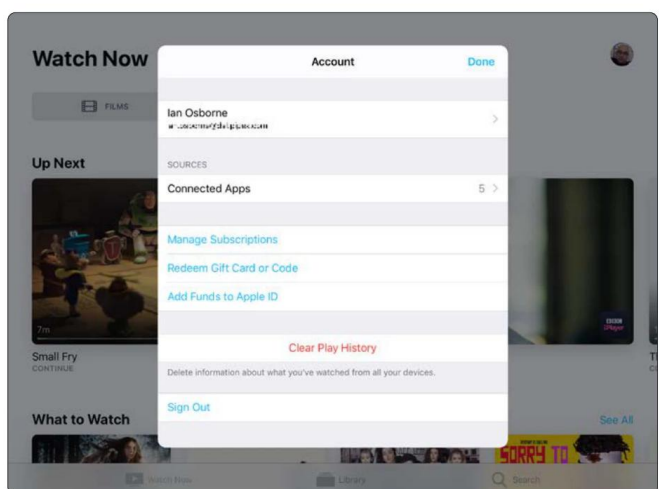 Watch Now
Account
Done
FILMS
Ian Osborne
Up Next
SOURCES
Connected Apps
5
Manage Subscriptions
Redeem Gift Card or Code
Add Funds to Apple ID
7m
Clear Play History
Small Fry
CONTINUE
Delete information about what you've watched from all your devices.
Sign Out
What to Watch
See All
SORRY TO
Watch Now
Library
Search